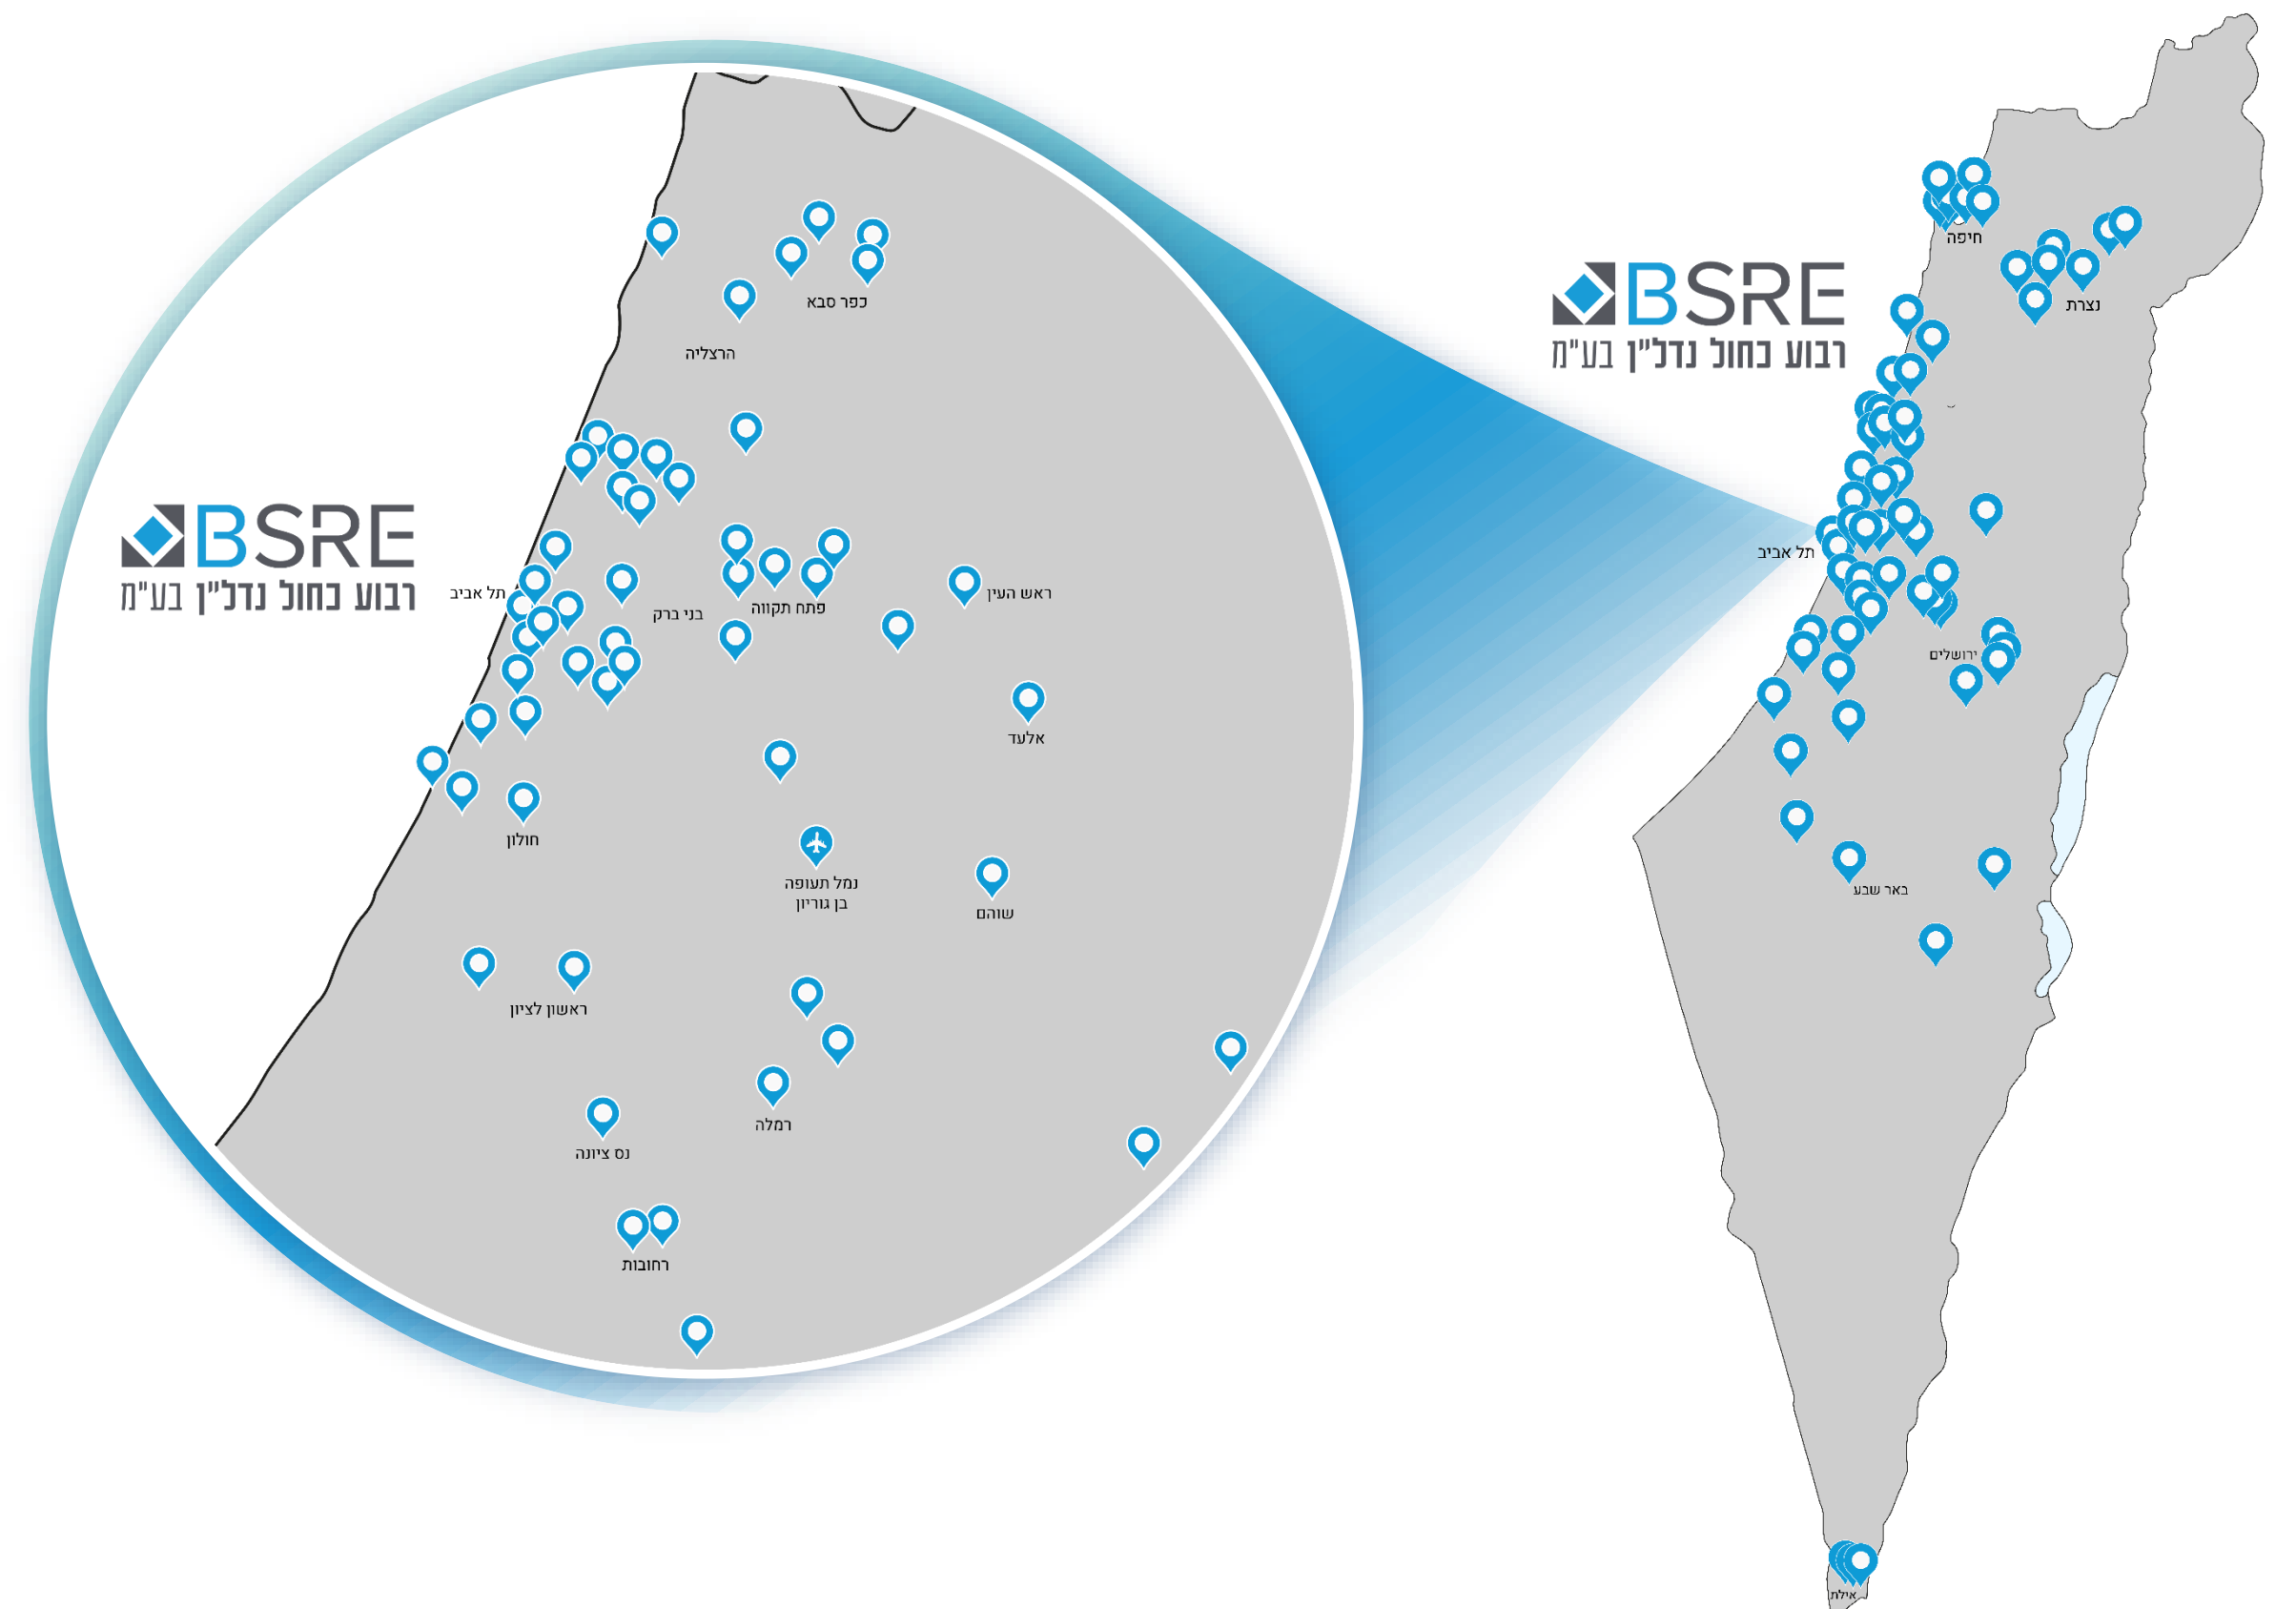 כפר סבא
הרצליה
BSRE
רבוע כחול נדל"ן בע"מ
תל אביב
בני ברק
פתח תקווה
ראש העין
אלעד
חולון
נמל תעופה
בן גוריון
שוהם
ראשון לציון
רמלה
נס ציונה
רחובות
BSRE
רבוע כחול נדל"ן בע"מ
חיפה
נצרת
תל אביב
ירושלים
באר שבע
אילת